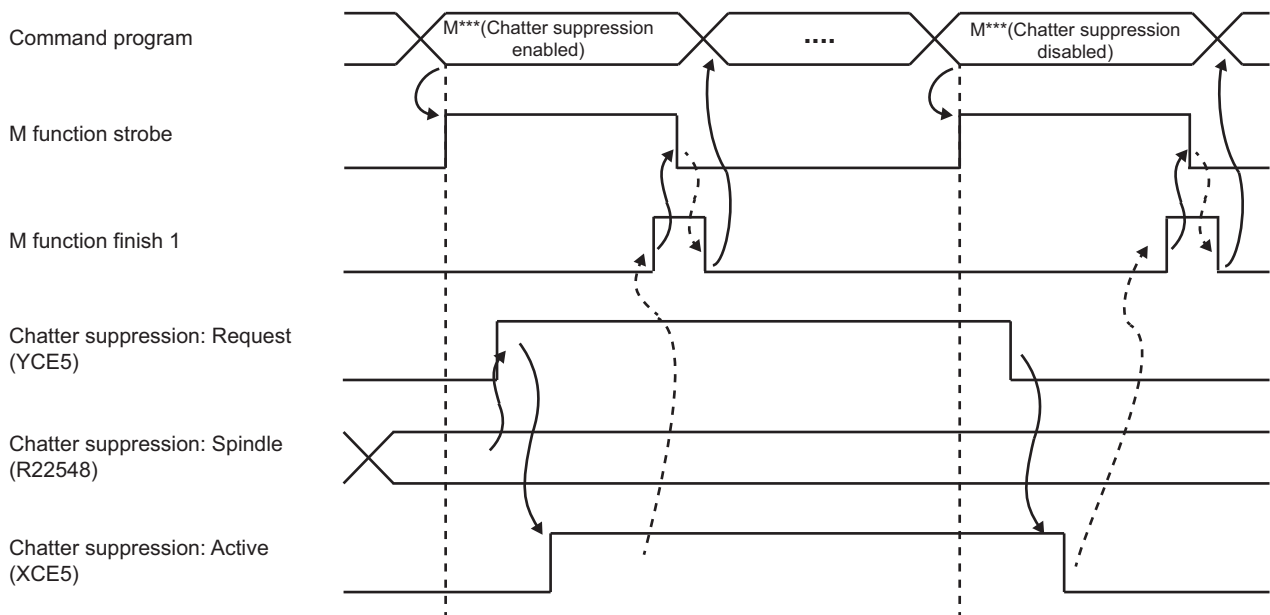 Command program
M***(Chatter suppression
enabled)
....
M***(Chatter suppression
disabled)
M function strobe
M function finish 1
Chatter suppression: Request
(YCE5)
Chatter suppression: Spindle
(R22548)
Chatter suppression: Active
(XCE5)